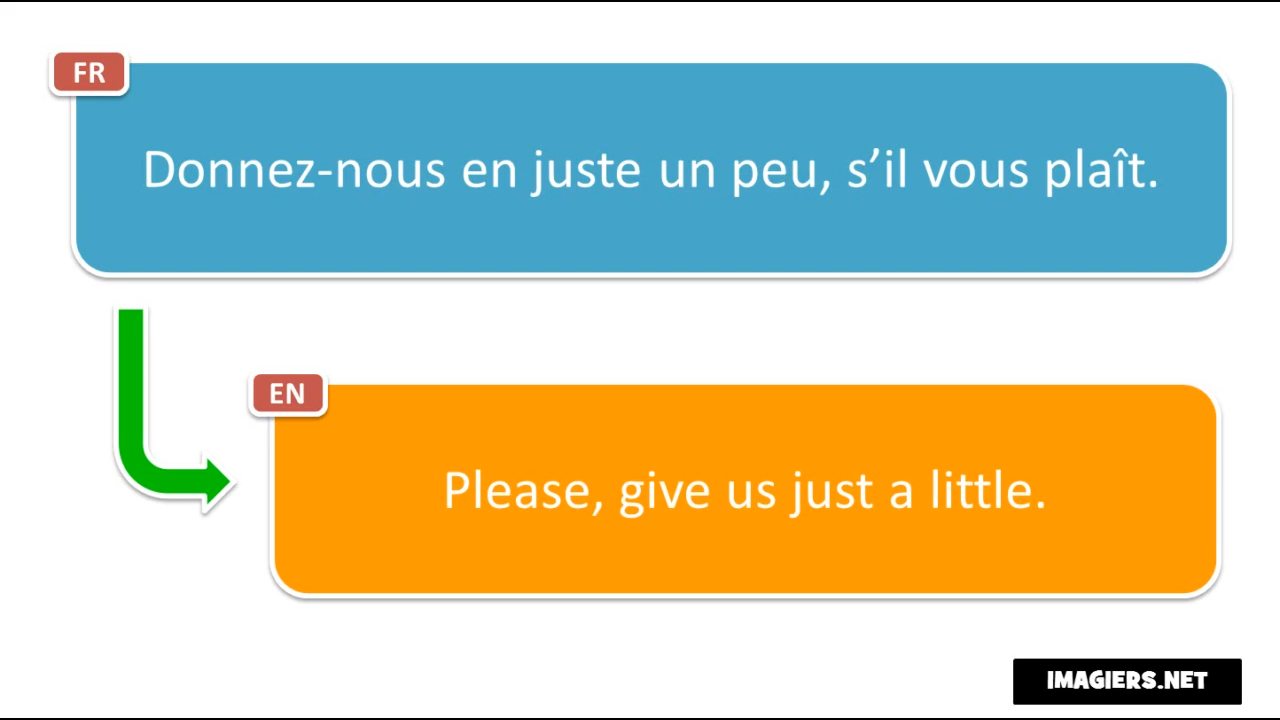 FR
Donnez-nous en juste un peu, s’il vous plaît.
EN
Please, give us just a little.
IMAGIERS.NET